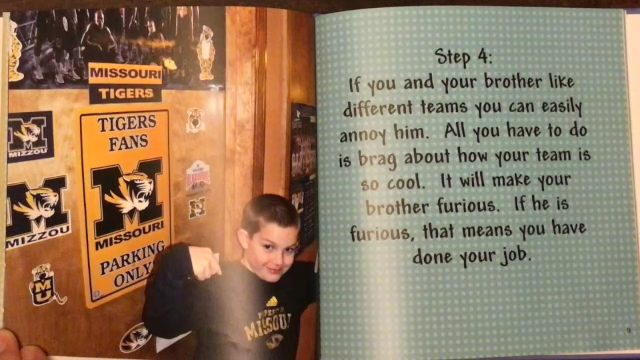 MISSOURI
TIGERS
MIZZOU
TIGERS
FANS
M
MISSOURI
PARKING
ONLY
M
MIZZOU
MU
MISSOURI
Step 4:
If you and your brother like
different teams you can easily
annoy him. All you have to do
is brag about how your team is
so cool. It will make your
brother furious. If he is
furious, that means you have
done your job.
9